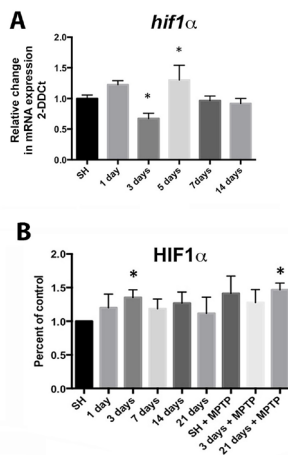 A
hif1α
Relative change
in mRNA expression
2-DDCt
2.0
1.5
1.0
0.5
0.0
*
*
SH
1 day
3 days
5 days
7days
14 days
B
HIF1α
Percent of control
2.0
1.5
1.0
0.5
0.0
*
*
SH
1 day
3 days
7 days
14 days
21 days
SH + MPTP
3 days + MPTP
21 days + MPTP